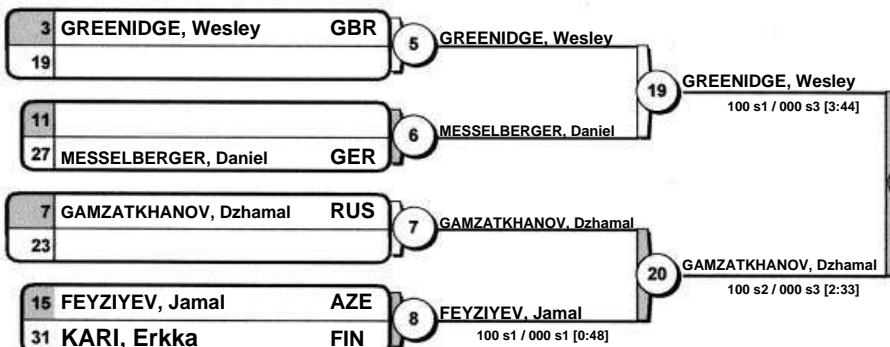 3 GREENIDGE, Wesley GBR
19
5
GREENIDGE, Wesley
11
27 MESSELBERGER, Daniel GER
6
MESSELBERGER, Daniel
19
GREENIDGE, Wesley
100 s1 / 000 s3 [3:44]
7 GAMZATKHANOV, Dzhamal RUS
23
7
GAMZATKHANOV, Dzhamal
15 FEYZIYEV, Jamal AZE
31 KARI, Erkka FIN
8
FEYZIYEV, Jamal
100 s1 / 000 s1 [0:48]
20
GAMZATKHANOV, Dzhamal
100 s2 / 000 s3 [2:33]